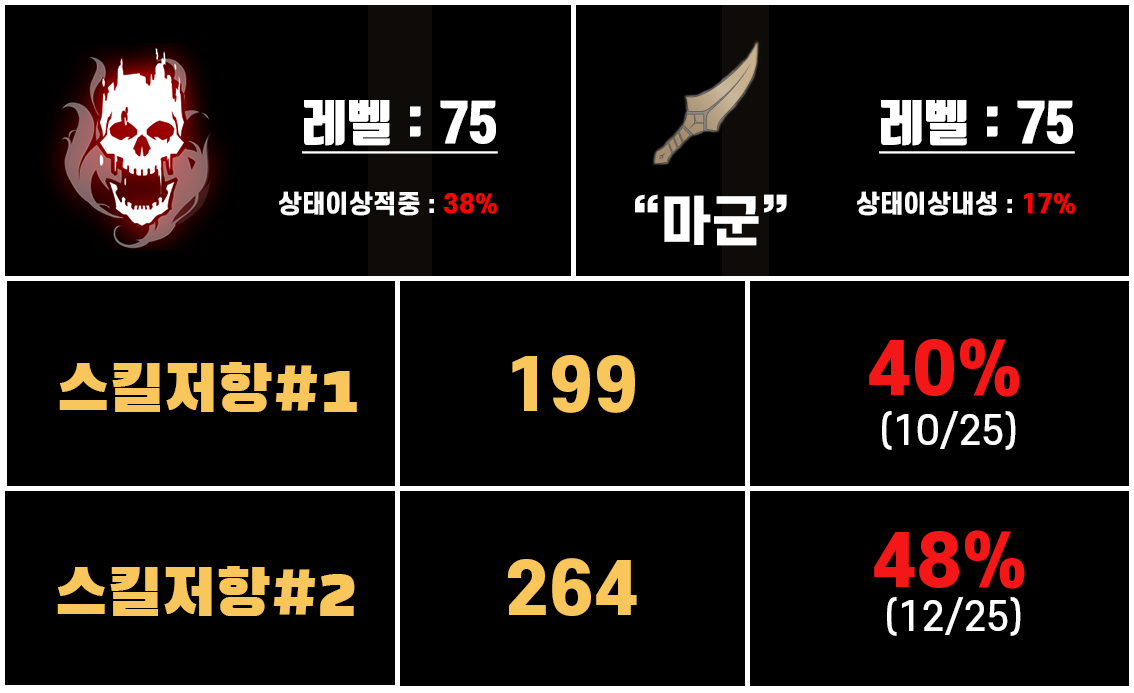 레벨 : 75
상태이상적중 : 38%
레벨 : 75
“마군”
상태이상내성 : 17%
스킬저항#1
199
40%
(10/25)
스킬저항#2
264
48%
(12/25)